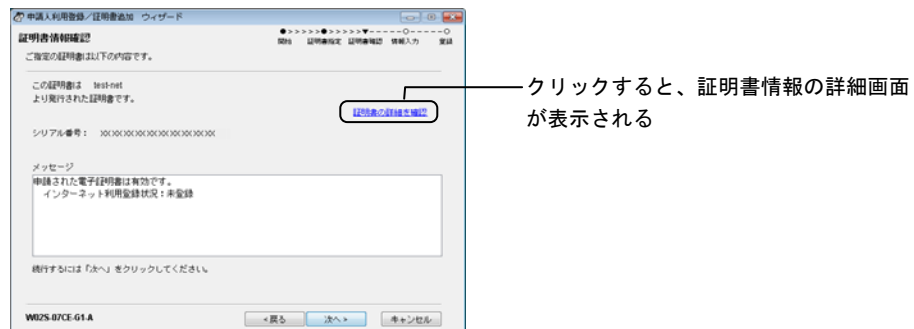 申請人利用登録/証明書追加 ウィザード
証明書情報確認
●>>>>>●>>>>>▼-----○-----○
開始 証明書指定 証明書確認 情報入力 登録
ご指定の証明書は以下の内容です。
この証明書は test-net
より発行された証明書です。
証明書の詳細を確認
シリアル番号:
メッセージ
申請された電子証明書は有効です。
インターネット利用登録状況:未登録
続行するには「次へ」をクリックしてください。
W02S-07CE-G1-A
<戻る
次へ>
キャンセル
クリックすると、証明書情報の詳細画面
が表示される